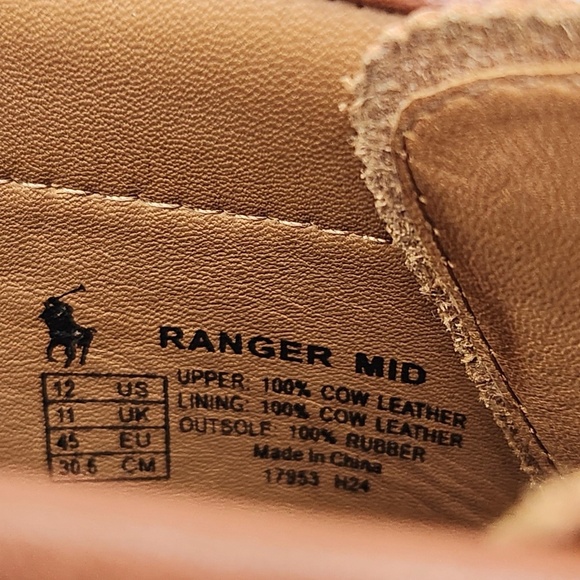 RANGER MID
12 US
11 UK
45 EU
30.5 CM
UPPER: 100% COW LEATHER
LINING: 100% COW LEATHER
OUTSOLE: 100% RUBBER
Made In China
17953 H24